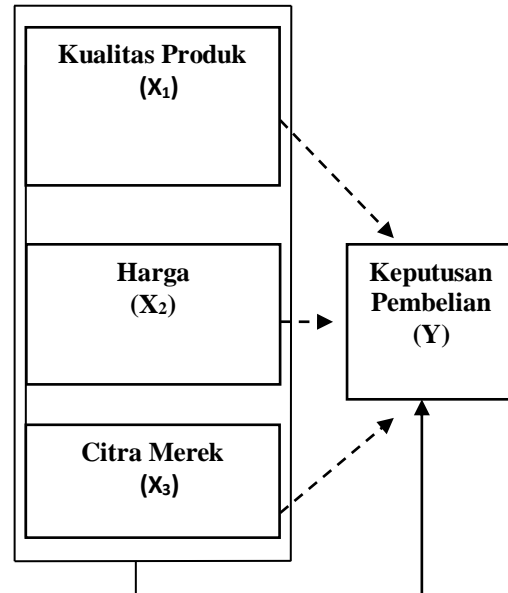 Kualitas Produk
(X₁)
Harga
(X₂)
Citra Merek
(X₃)
Keputusan
Pembelian
(Y)